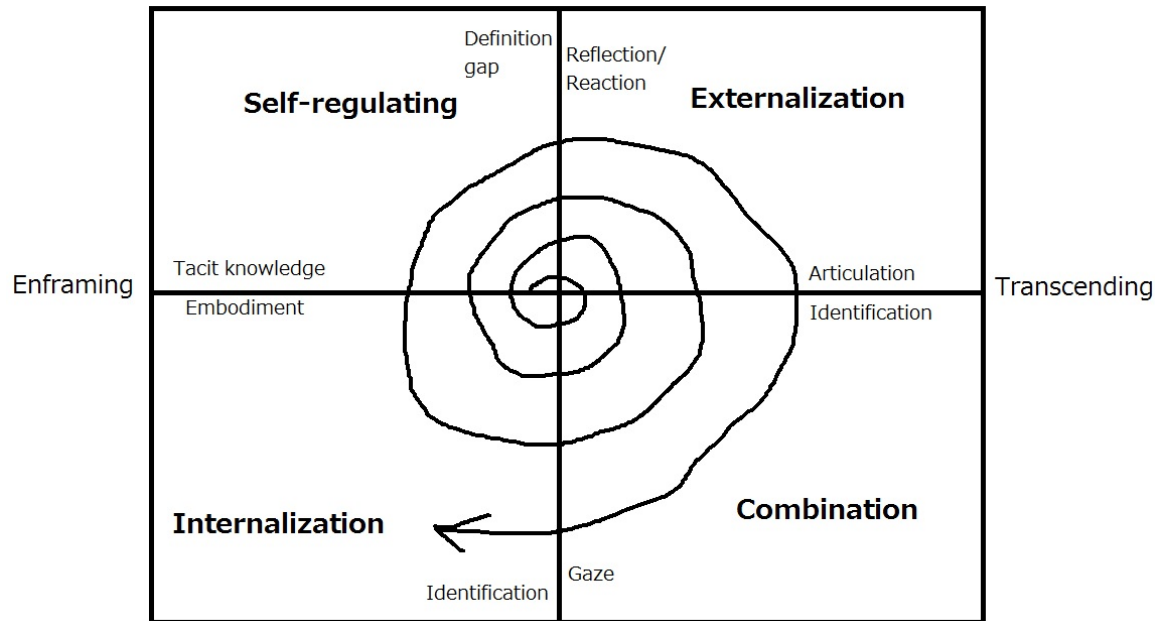 Definition
gap
Reflection/
Reaction
Self-regulating
Externalization
Tacit knowledge
Articulation
Enframing
Transcending
Embodiment
Identification
Internalization
Combination
Identification
Gaze